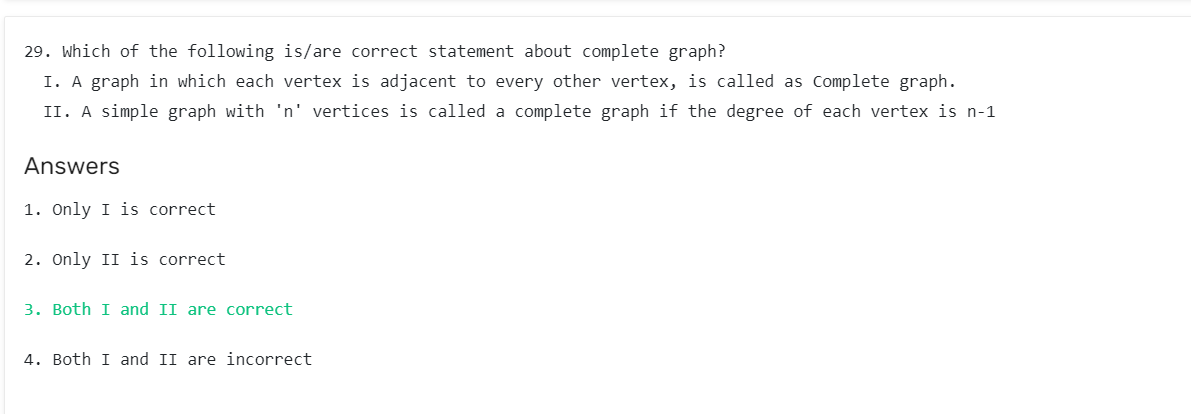 29. Which of the following is/are correct statement about complete graph?
I. A graph in which each vertex is adjacent to every other vertex, is called as Complete graph.
II. A simple graph with 'n' vertices is called a complete graph if the degree of each vertex is n-1
Answers
1. Only I is correct
2. Only II is correct
3. Both I and II are correct
4. Both I and II are incorrect